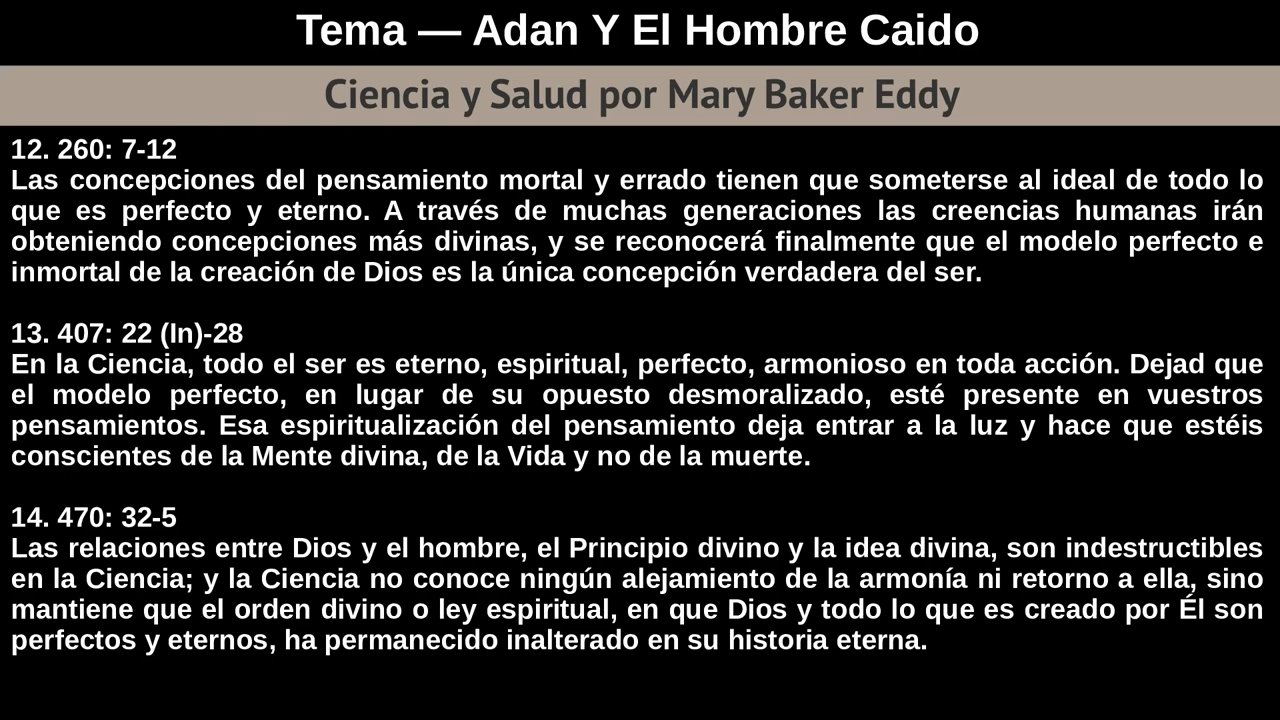 Tema — Adan Y El Hombre Caido
Ciencia y Salud por Mary Baker Eddy
12. 260: 7-12
Las concepciones del pensamiento mortal y errado tienen que someterse al ideal de todo lo
que es perfecto y eterno. A través de muchas generaciones las creencias humanas irán
obteniendo concepciones más divinas, y se reconocerá finalmente que el modelo perfecto e
inmortal de la creación de Dios es la única concepción verdadera del ser.
13. 407: 22 (In)-28
En la Ciencia, todo el ser es eterno, espiritual, perfecto, armonioso en toda acción. Dejad que
el modelo perfecto, en lugar de su opuesto desmoralizado, esté presente en vuestros
pensamientos. Esa espiritualización del pensamiento deja entrar a la luz y hace que estéis
conscientes de la Mente divina, de la Vida y no de la muerte.
14. 470: 32-5
Las relaciones entre Dios y el hombre, el Principio divino y la idea divina, son indestructibles
en la Ciencia; y la Ciencia no conoce ningún alejamiento de la armonía ni retorno a ella, sino
mantiene que el orden divino o ley espiritual, en que Dios y todo lo que es creado por Él son
perfectos y eternos, ha permanecido inalterado en su historia eterna.